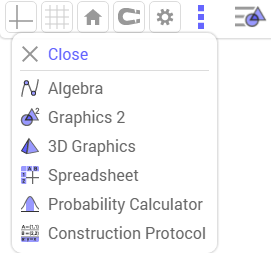 Close
Algebra
Graphics 2
3D Graphics
Spreadsheet
Probability Calculator
Construction Protocol